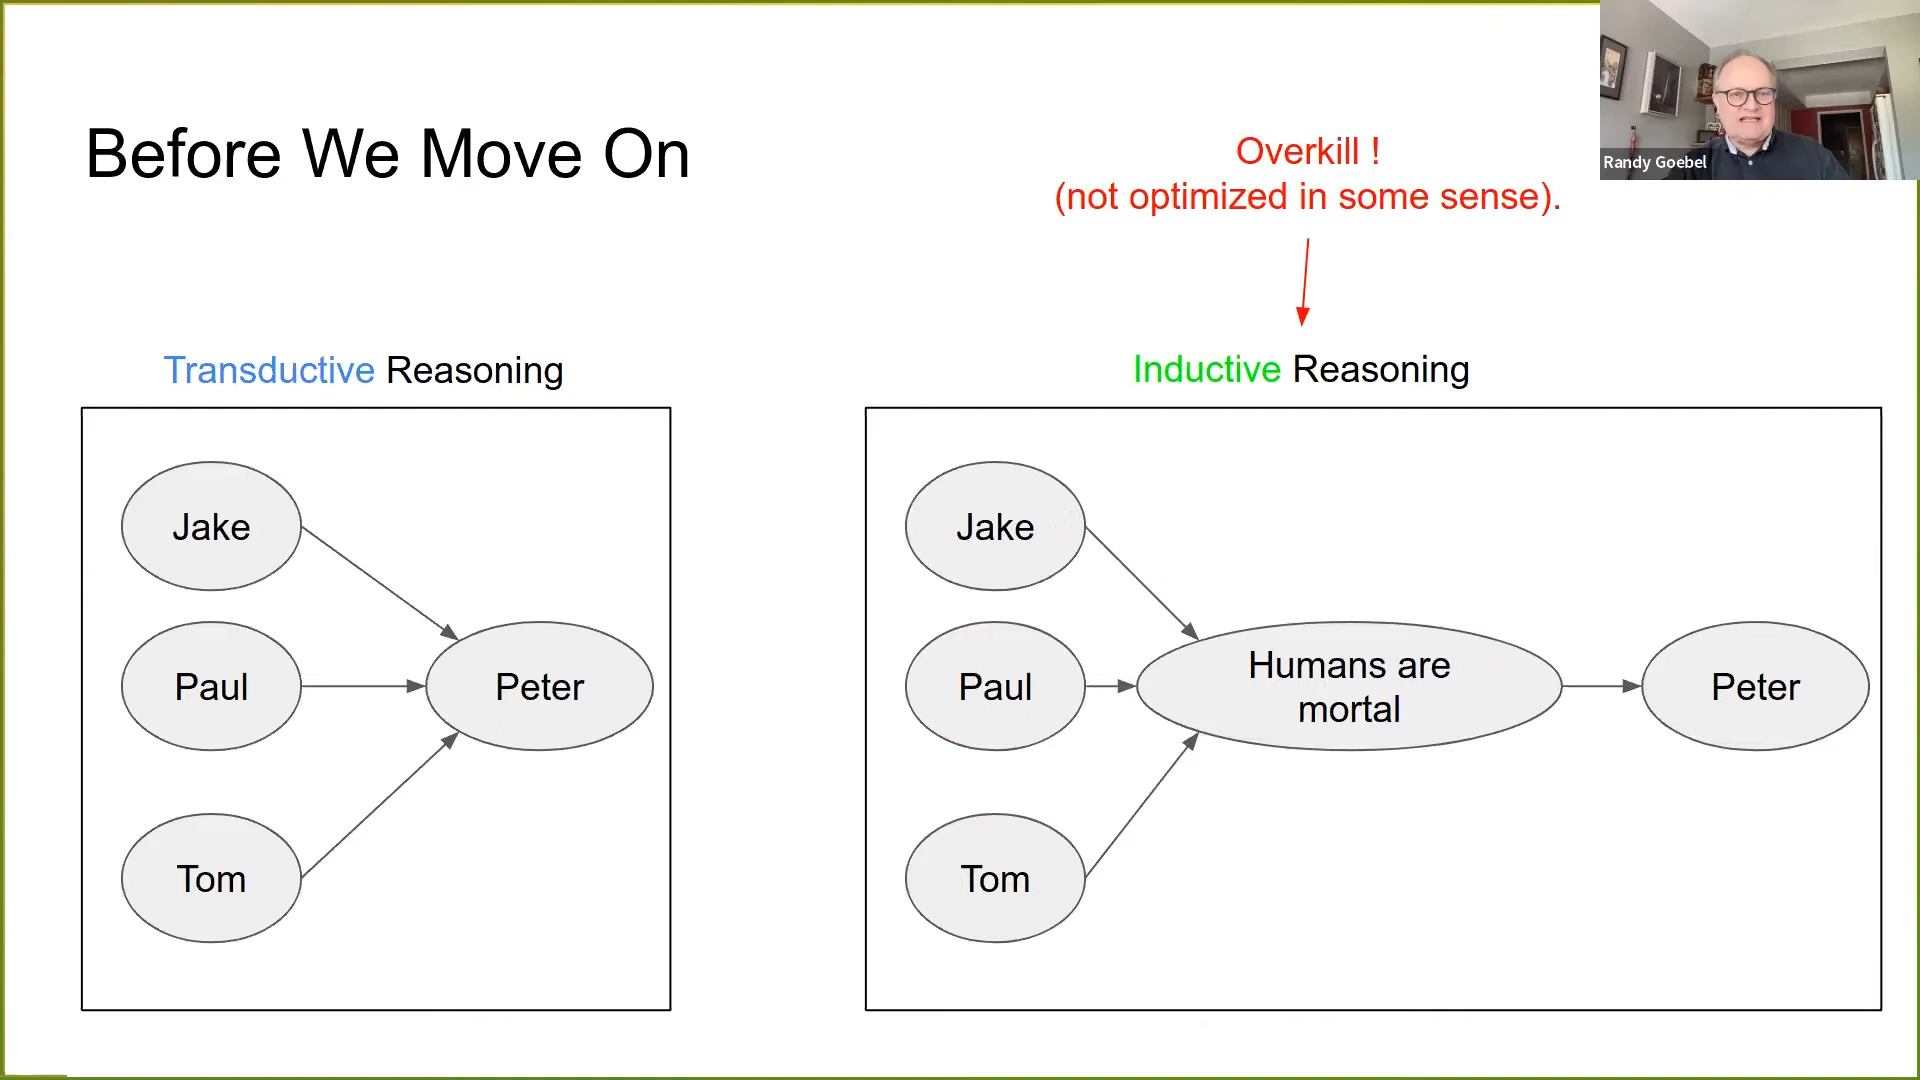 Before We Move On
Overkill !
(not optimized in some sense).
Randy Goebel
Transductive Reasoning
Jake
Paul
Tom
Peter
Inductive Reasoning
Jake
Paul
Tom
Humans are
mortal
Peter